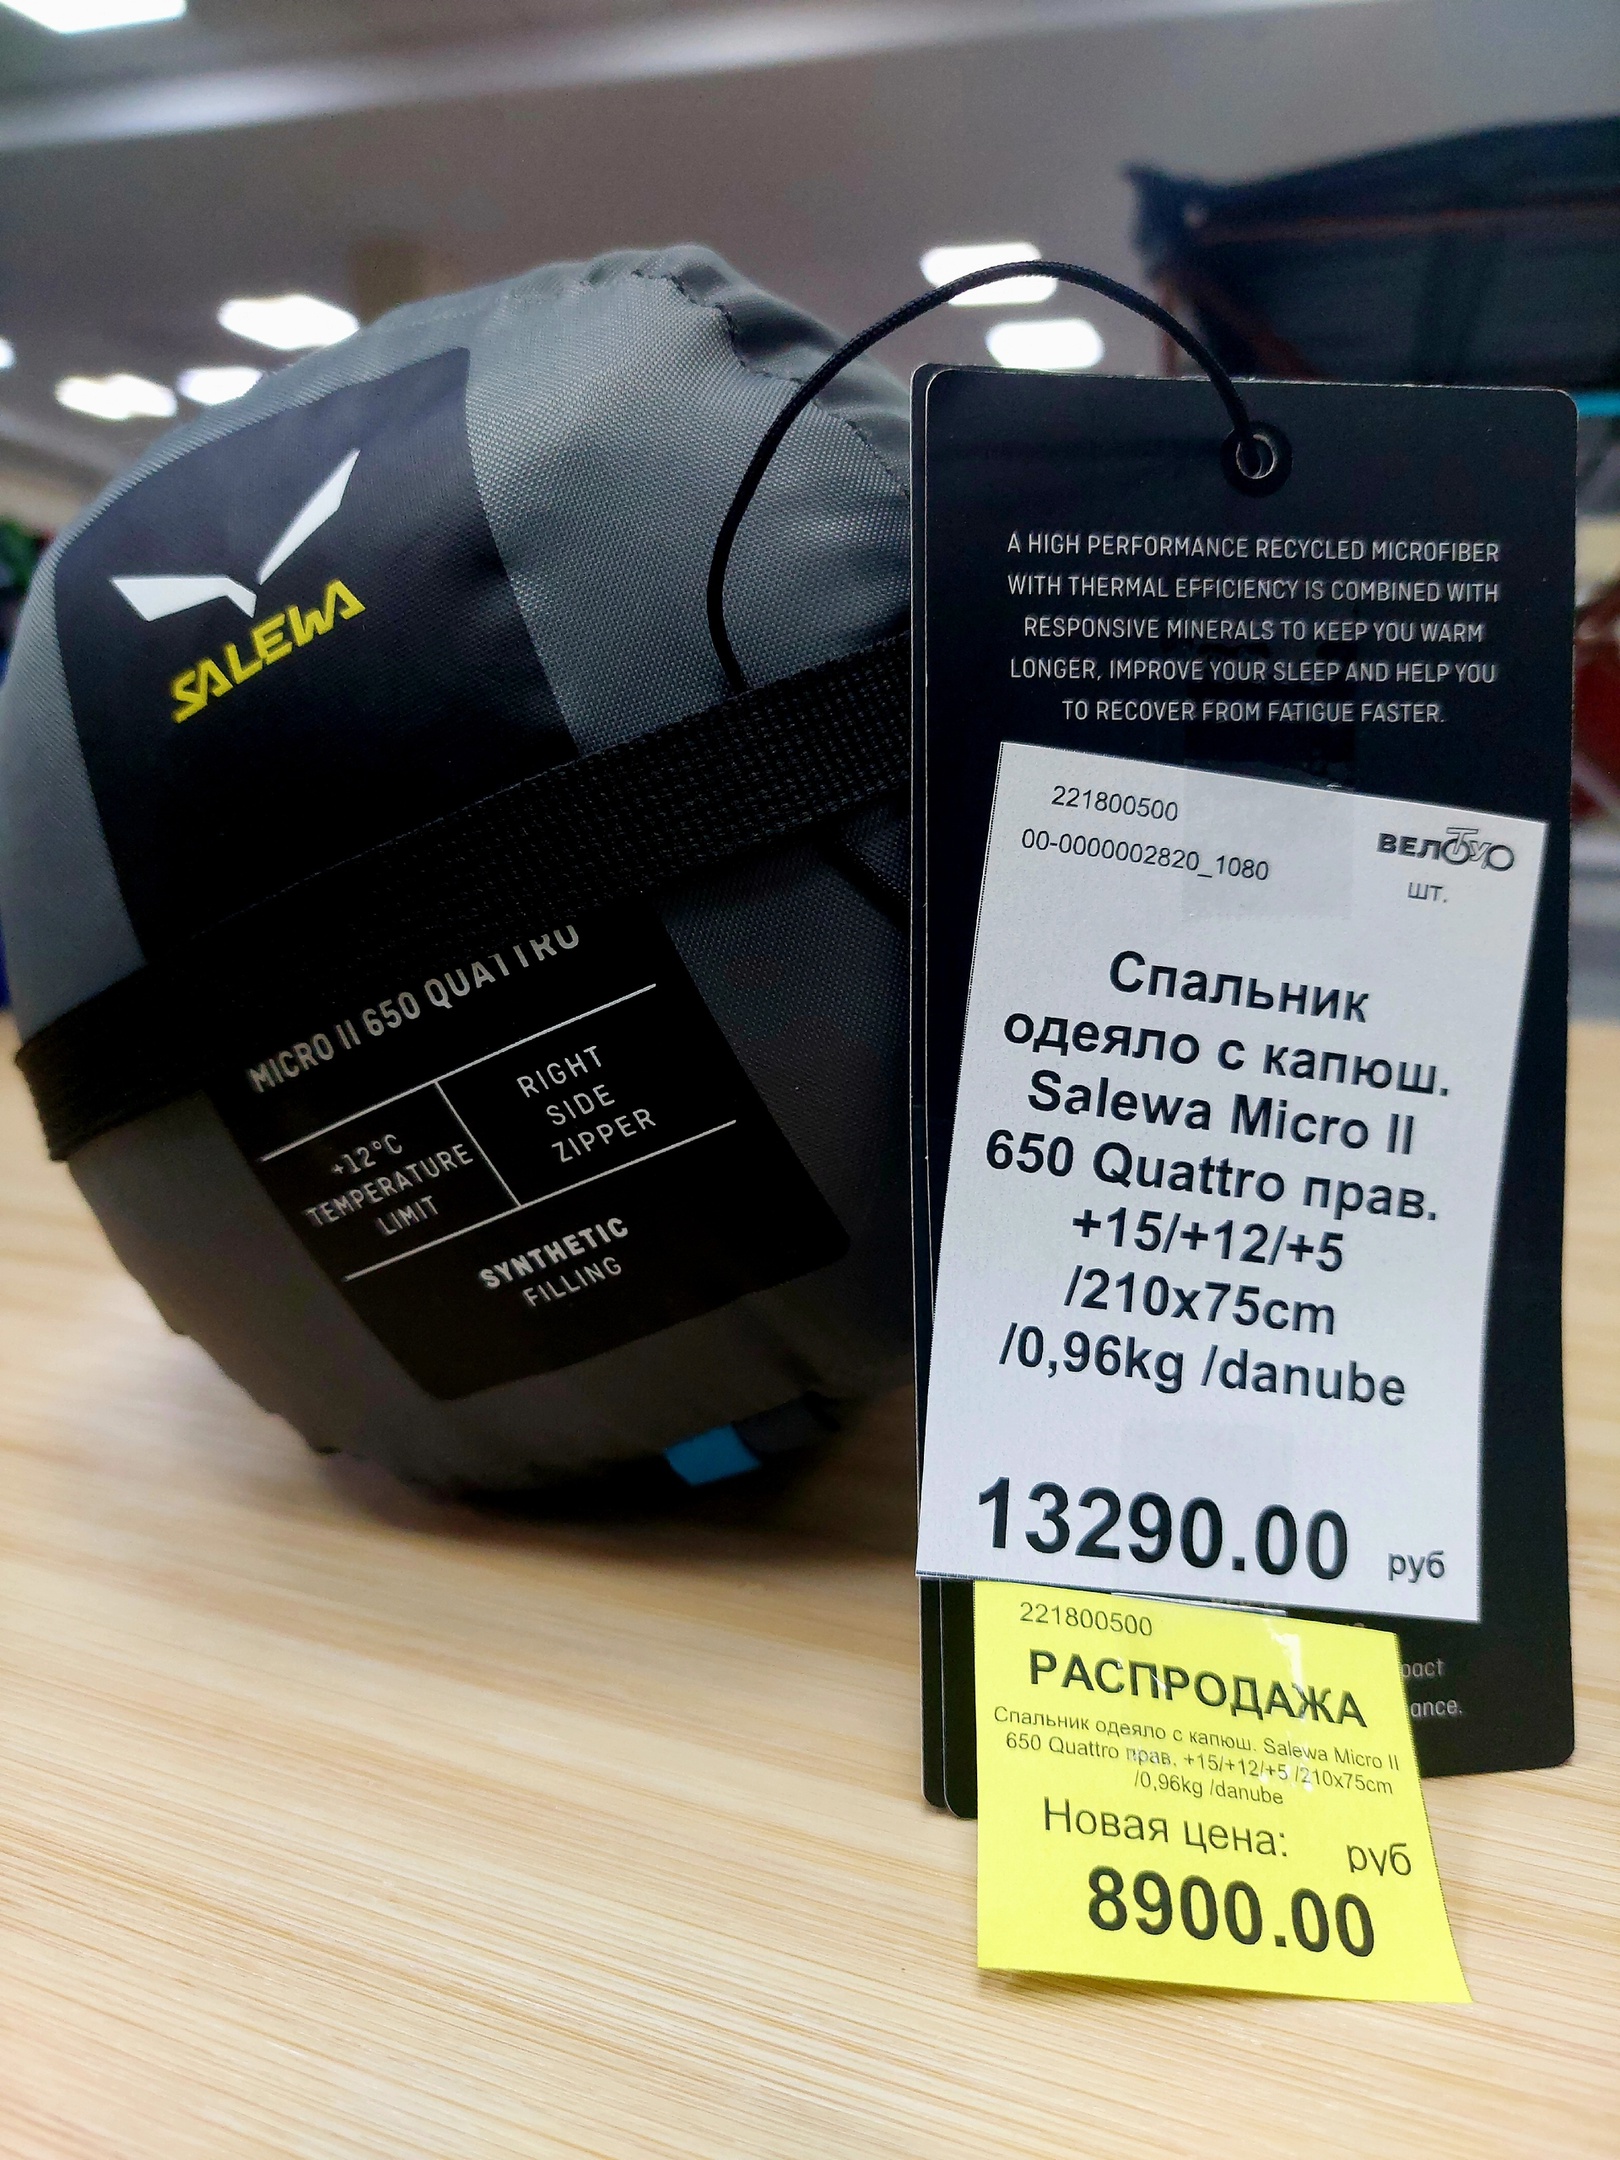 SALEWA
MICRO II 650 QUATTRO
+12°C
TEMPERATURE
LIMIT
RIGHT
SIDE
ZIPPER
SYNTHETIC
FILLING
A HIGH PERFORMANCE RECYCLED MICROFIBER
WITH THERMAL EFFICIENCY IS COMBINED WITH
RESPONSIVE MINERALS TO KEEP YOU WARM
LONGER, IMPROVE YOUR SLEEP AND HELP YOU
TO RECOVER FROM FATIGUE FASTER.
221800500
00-0000002820_1080
ВЕЛОТУО
шт.
Спальник
одеяло с капюш.
Salewa Micro II
650 Quattro прав.
+15/+12/+5
/210x75cm
/0,96kg /danube
13290.00 руб
221800500
РАСПРОДАЖА
Спальник одеяло с капюш. Salewa Micro II
650 Quattro прав. +15/+12/+5 /210x75cm
/0,96kg /danube
Новая цена: руб
8900.00